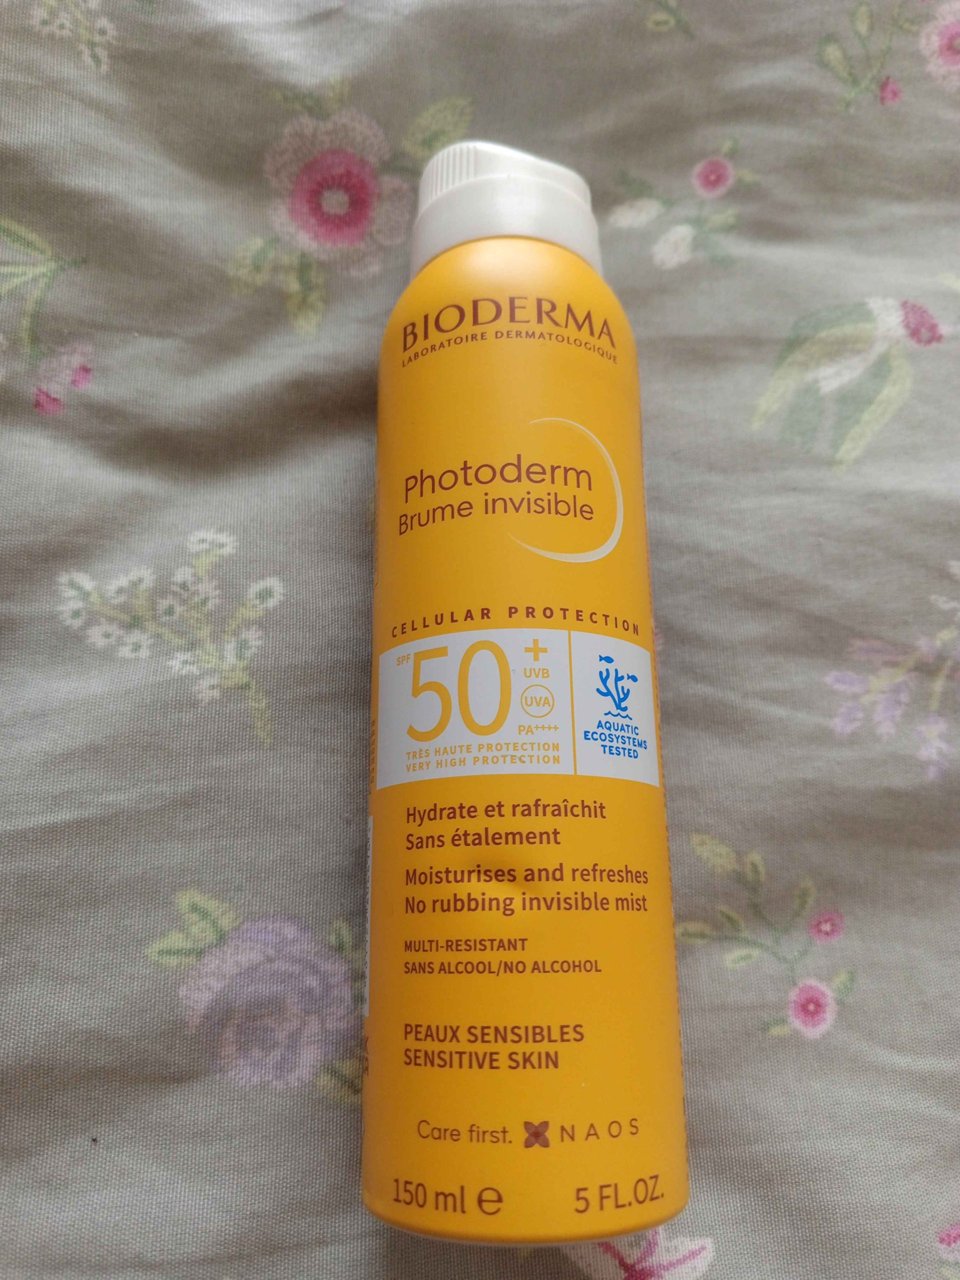 BIODERMA
LABORATOIRE DERMATOLOGIQUE
Photoderm
Brume invisible
CELLULAR PROTECTION
SPF 50+
UVB
UVA
PA++++
TRÈS HAUTE PROTECTION
VERY HIGH PROTECTION
AQUATIC
ECOSYSTEMS
TESTED
Hydrate et rafraîchit
Sans étalement
Moisturises and refreshes
No rubbing invisible mist
MULTI-RESISTANT
SANS ALCOOL/NO ALCOHOL
PEAUX SENSIBLES
SENSITIVE SKIN
Care first. NAOS
150 ml e 5 FL.OZ.